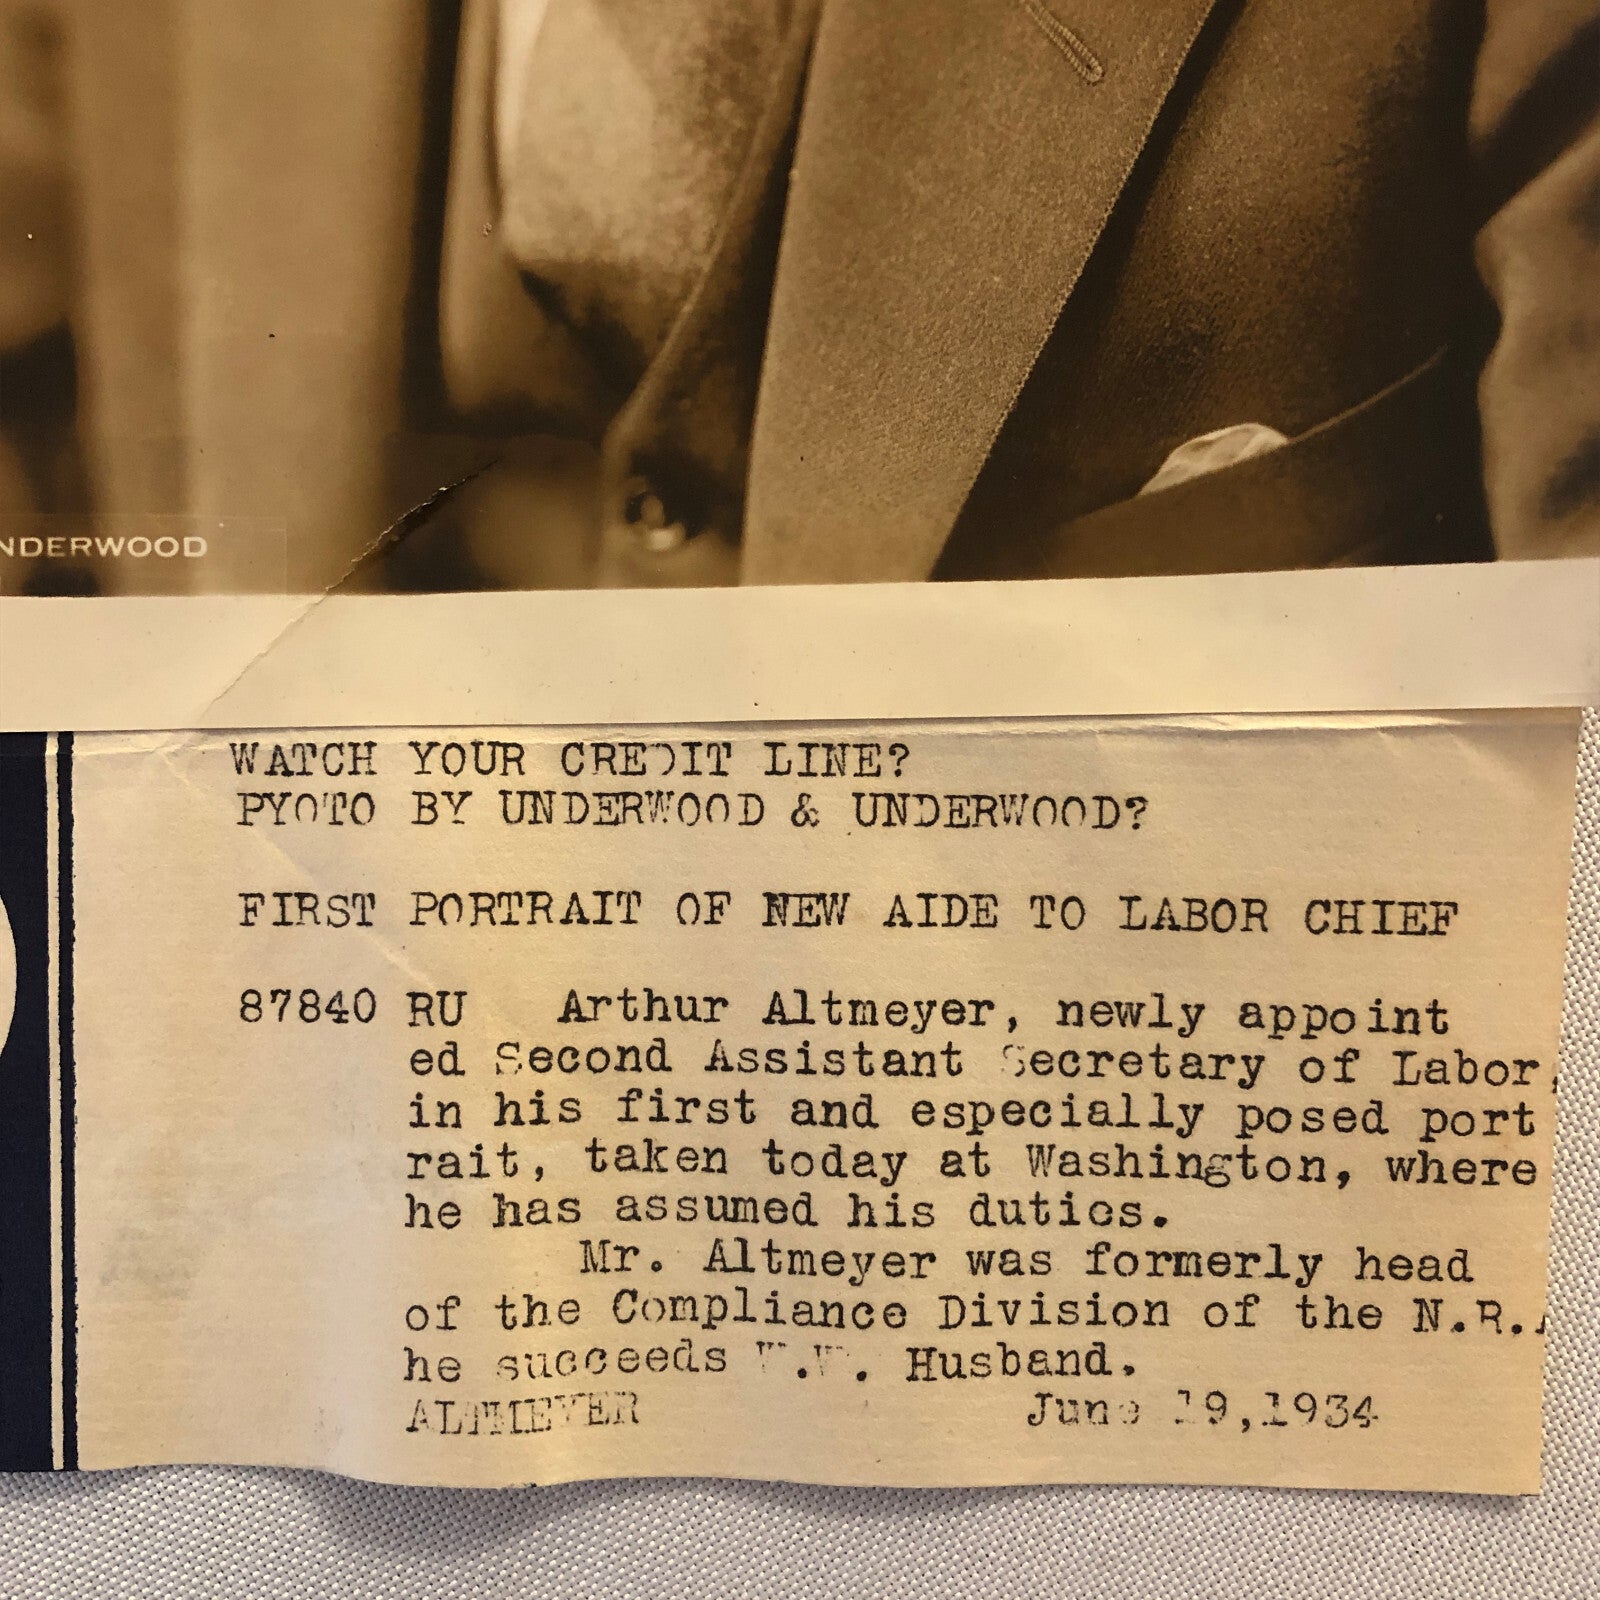 NDERWOOD
WATCH YOUR CREDIT LINE?
PYOTO BY UNDERWOOD & UNDERWOOD?
FIRST PORTRAIT OF NEW AIDE TO LABOR CHIEF
87840 RU Arthur Altmeyer, newly appoint
ed Second Assistant Secretary of Labor,
in his first and especially posed port
rait, taken today at Washington, where
he has assumed his duties.
Mr. Altmeyer was formerly head
of the Compliance Division of the N.R.
he succeeds W.W. Husband.
ALTMEYER June 19,1934